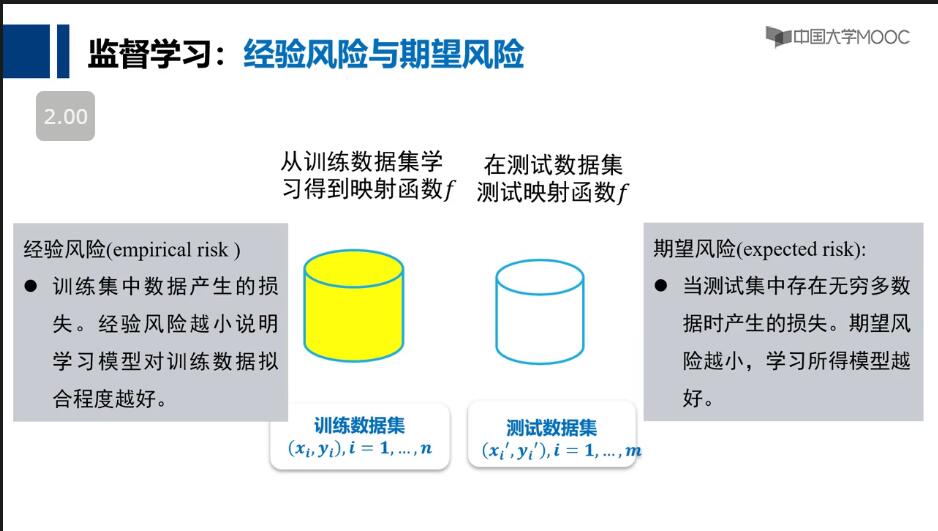 监督学习：经验风险与期望风险
中国大学MOOC
2.00
从训练数据集学
习得到映射函数f
在测试数据集
测试映射函数f
经验风险(empirical risk )
● 训练集中数据产生的损
失。经验风险越小说明
学习模型对训练数据拟
合程度越好。
期望风险(expected risk):
● 当测试集中存在无穷多数
据时产生的损失。期望风
险越小，学习所得模型越
好。
训练数据集
(xᵢ, yᵢ), i = 1, ..., n
测试数据集
(xᵢ′, yᵢ′), i = 1, ..., m